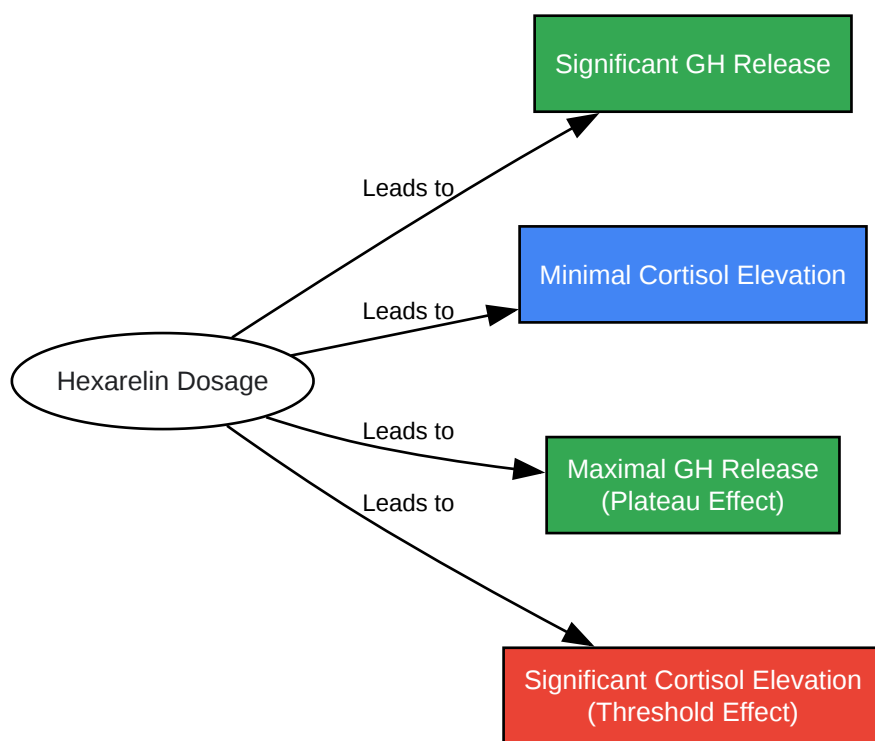 Significant GH Release
Leads to
Minimal Cortisol Elevation
Leads to
Hexarelin Dosage
Leads to
Maximal GH Release
(Plateau Effect)
Leads to
Significant Cortisol Elevation
(Threshold Effect)